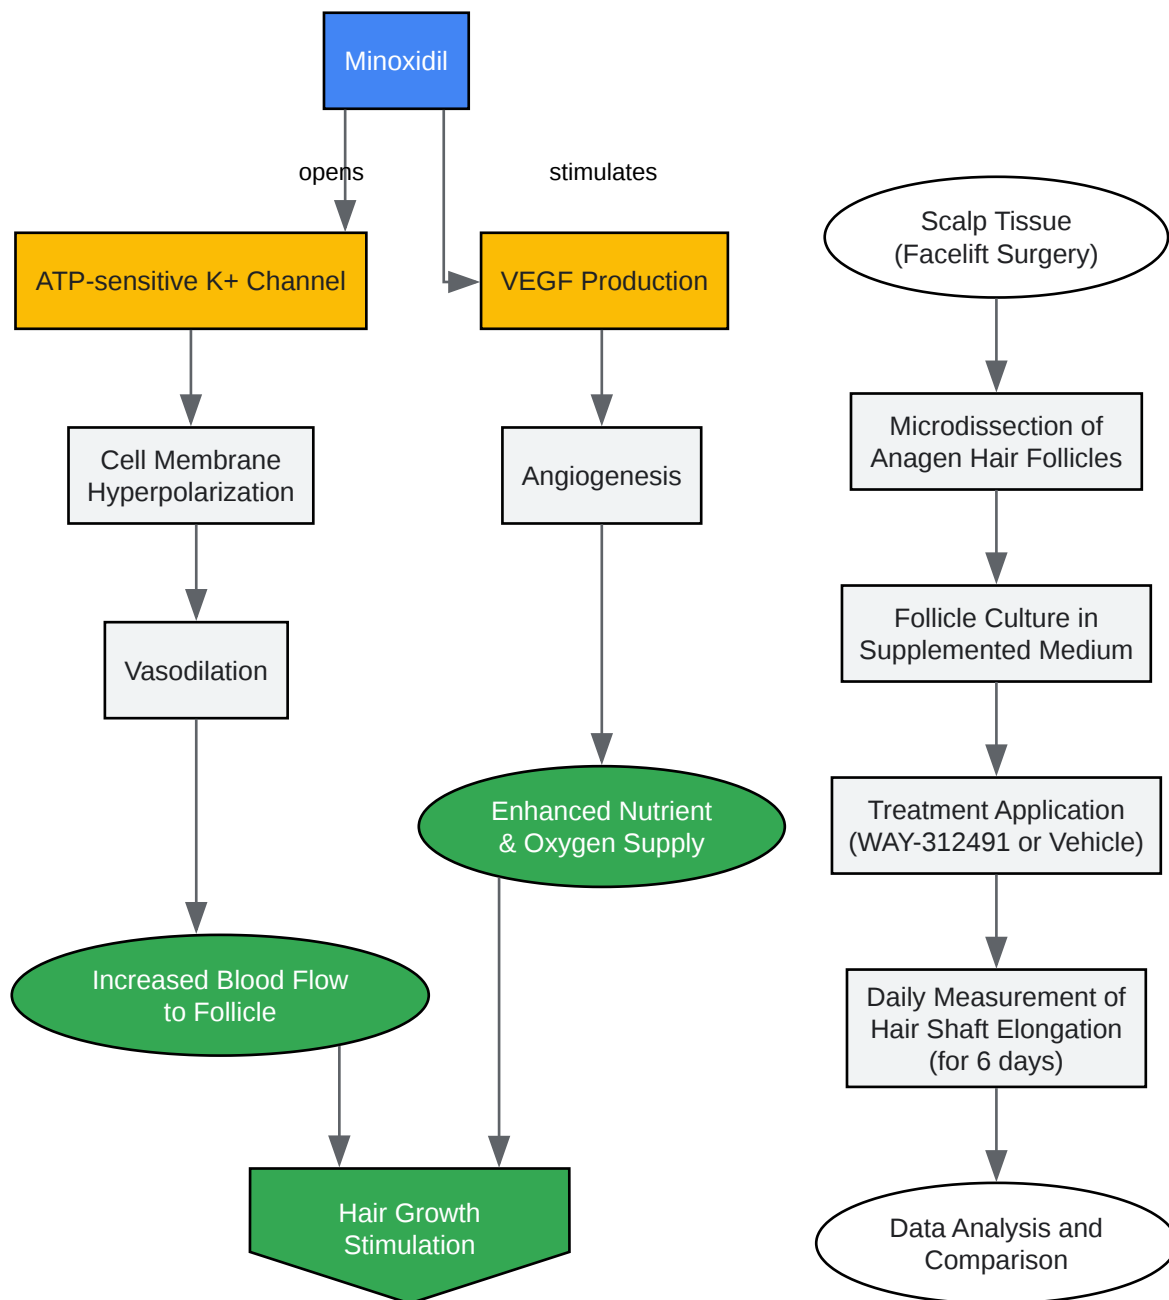 Minoxidil
opens
stimulates
ATP-sensitive K+ Channel
VEGF Production
Cell Membrane
Hyperpolarization
Angiogenesis
Vasodilation
Enhanced Nutrient
& Oxygen Supply
Increased Blood Flow
to Follicle
Hair Growth
Stimulation
Scalp Tissue
(Facelift Surgery)
Microdissection of
Anagen Hair Follicles
Follicle Culture in
Supplemented Medium
Treatment Application
(WAY-312491 or Vehicle)
Daily Measurement of
Hair Shaft Elongation
(for 6 days)
Data Analysis and
Comparison